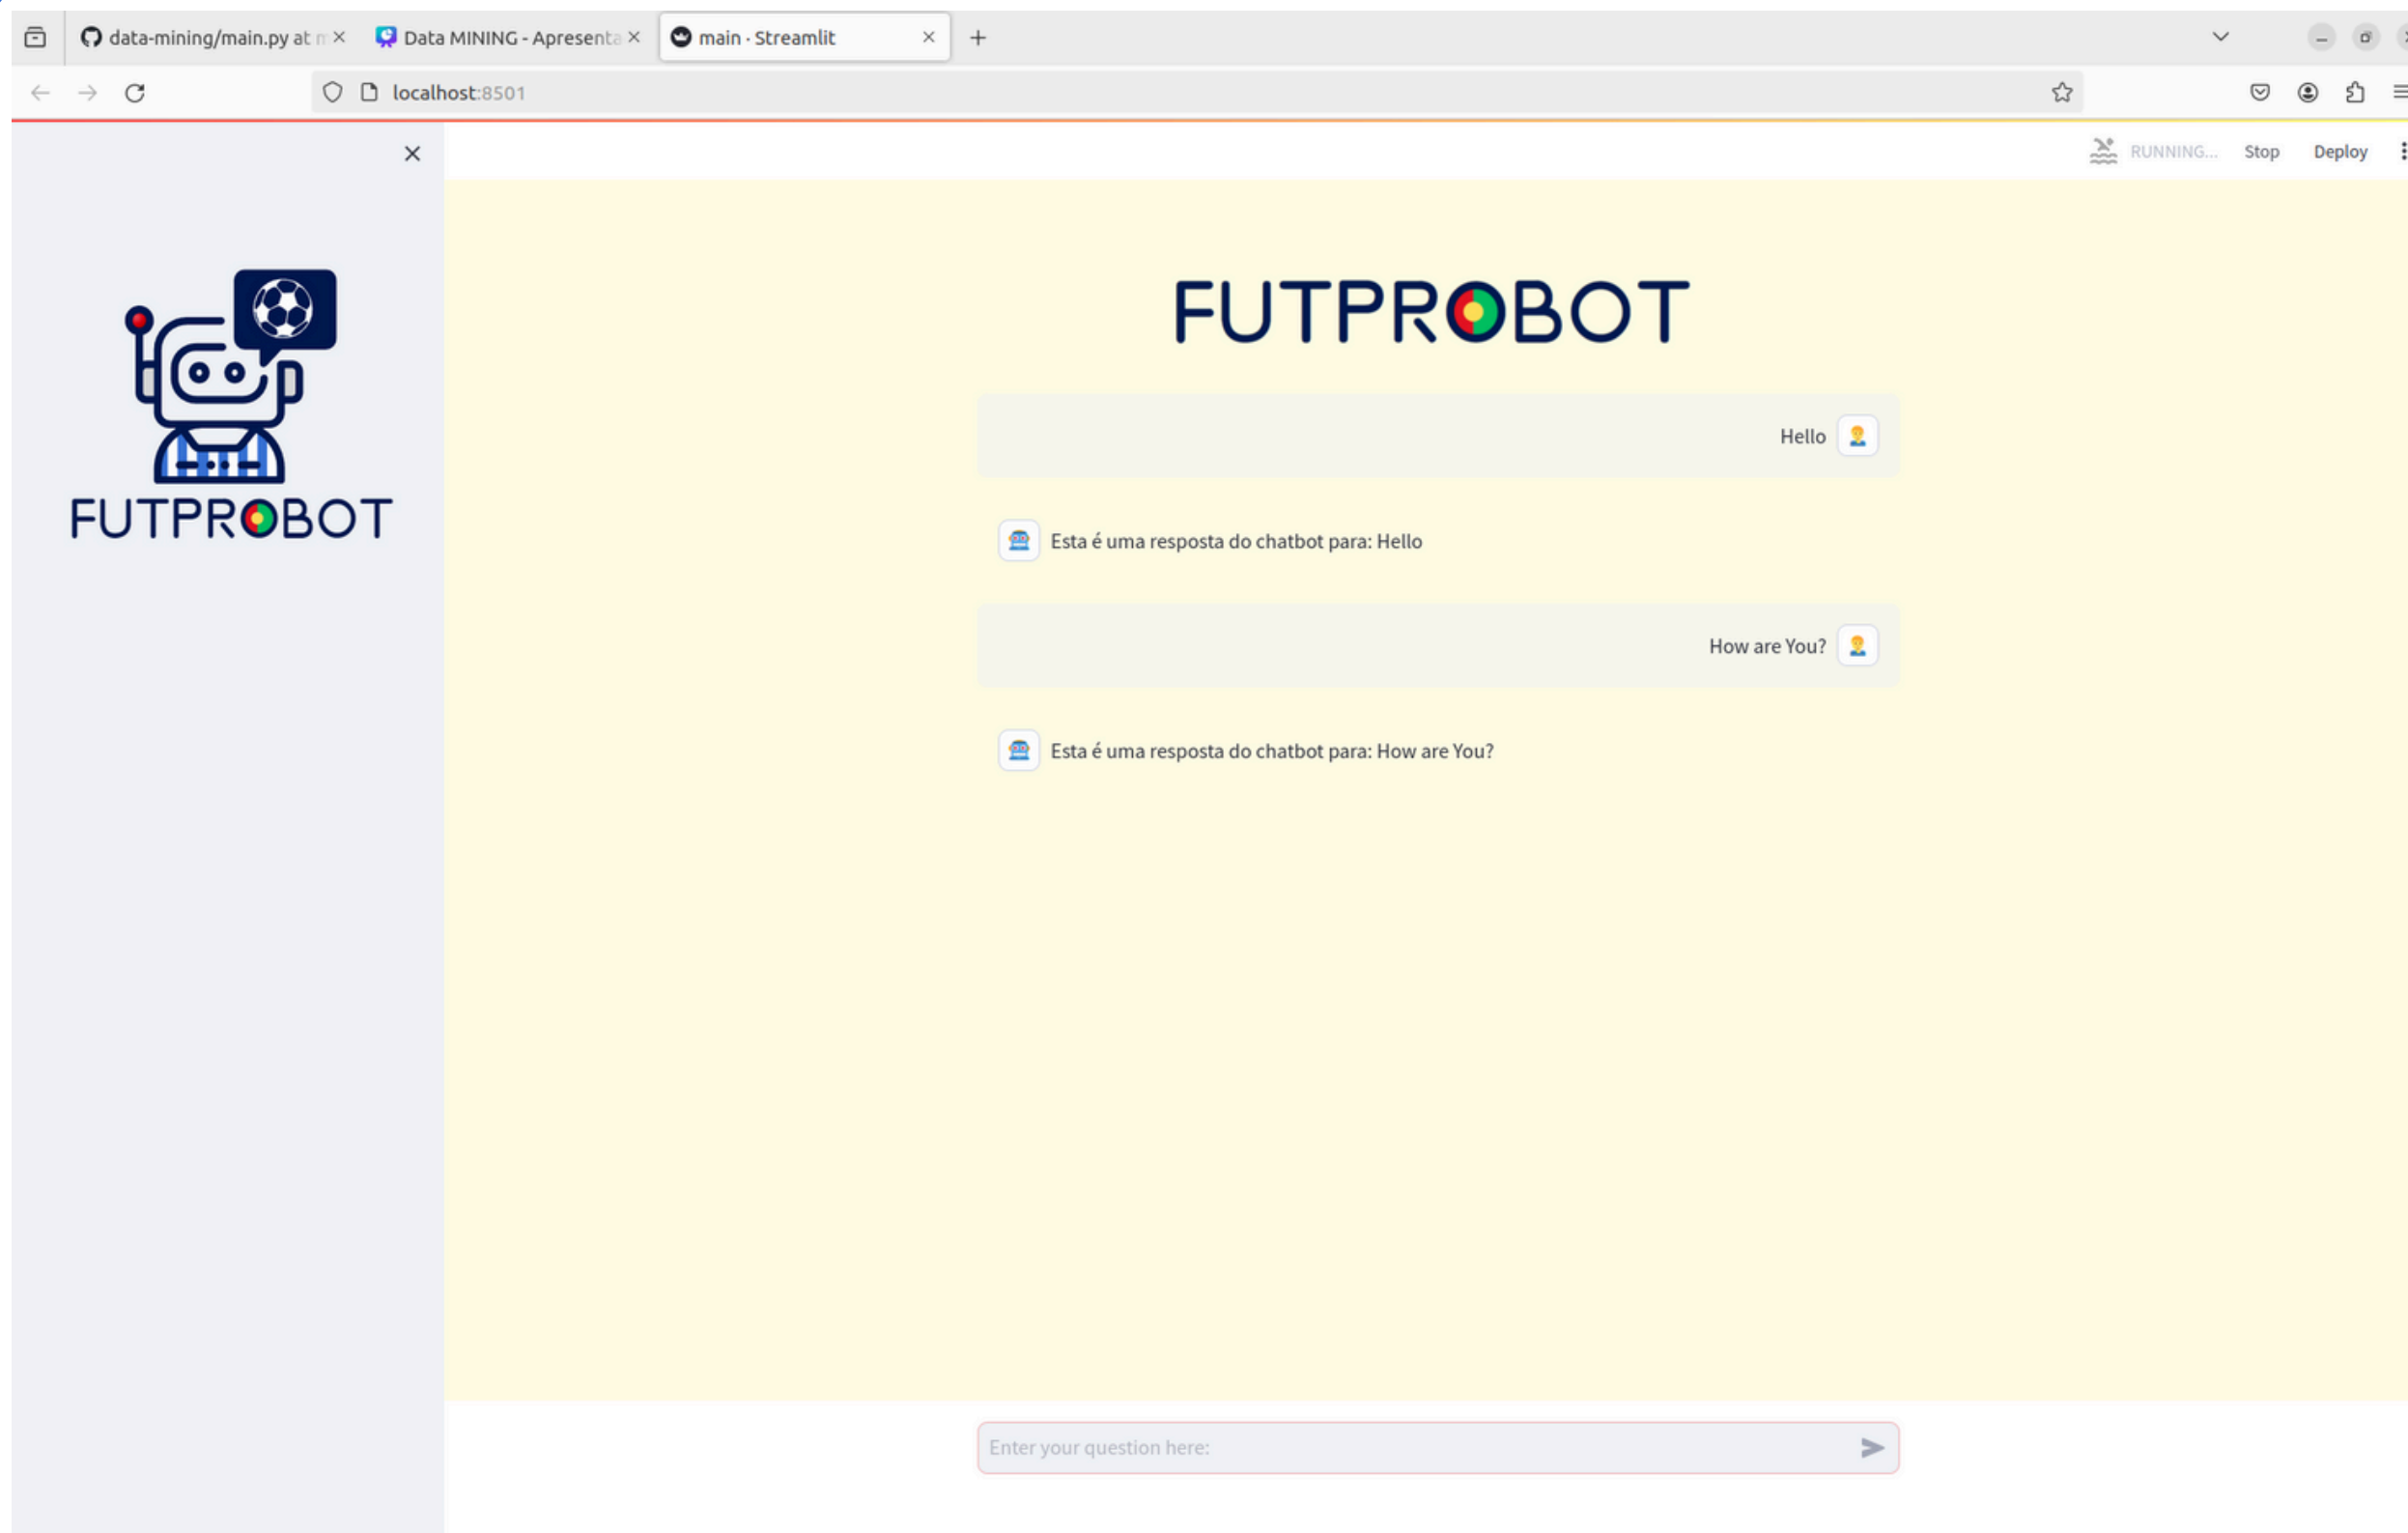 data-mining/main.py at m
Data MINING - Apresenta
main · Streamlit
localhost:8501
RUNNING...
Stop
Deploy
FUTPROBOT
FUTPROBOT
Hello
Esta é uma resposta do chatbot para: Hello
How are You?
Esta é uma resposta do chatbot para: How are You?
Enter your question here: